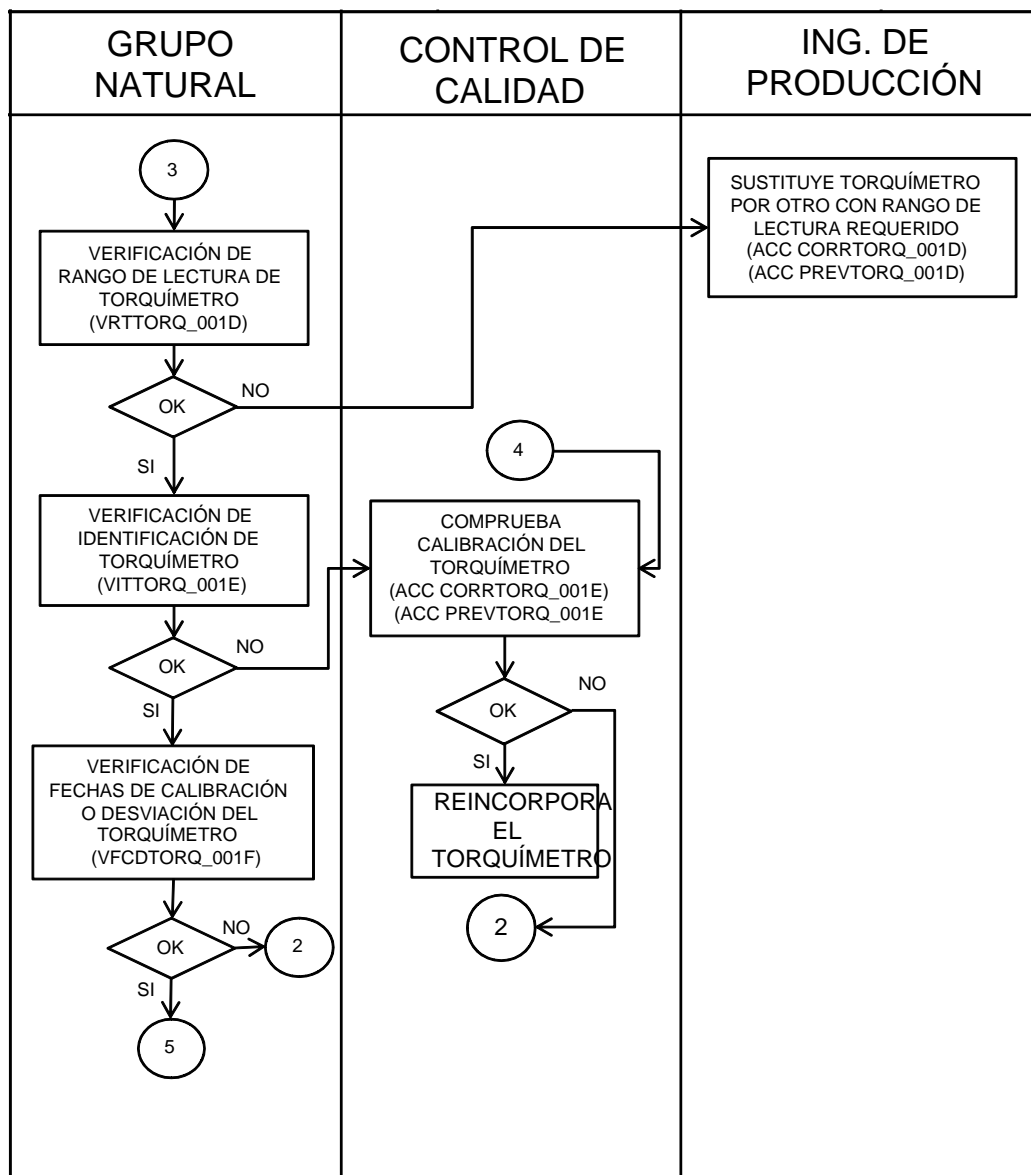 GRUPO
NATURAL
CONTROL DE
CALIDAD
ING. DE
PRODUCCIÓN
3
VERIFICACIÓN DE
RANGO DE LECTURA DE
TORQUÍMETRO
(VRTTORQ_001D)
OK
NO
SI
SUSTITUYE TORQUÍMETRO
POR OTRO CON RANGO DE
LECTURA REQUERIDO
(ACC CORRTORQ_001D)
(ACC PREVTORQ_001D)
VERIFICACIÓN DE
IDENTIFICACIÓN DE
TORQUÍMETRO
(VITTORQ_001E)
OK
NO
SI
4
COMPRUEBA
CALIBRACIÓN DEL
TORQUÍMETRO
(ACC CORRTORQ_001E)
(ACC PREVTORQ_001E
OK
NO
SI
REINCORPORA
EL
TORQUÍMETRO
2
VERIFICACIÓN DE
FECHAS DE CALIBRACIÓN
O DESVIACIÓN DEL
TORQUÍMETRO
(VFCDTORQ_001F)
OK
NO
2
SI
5